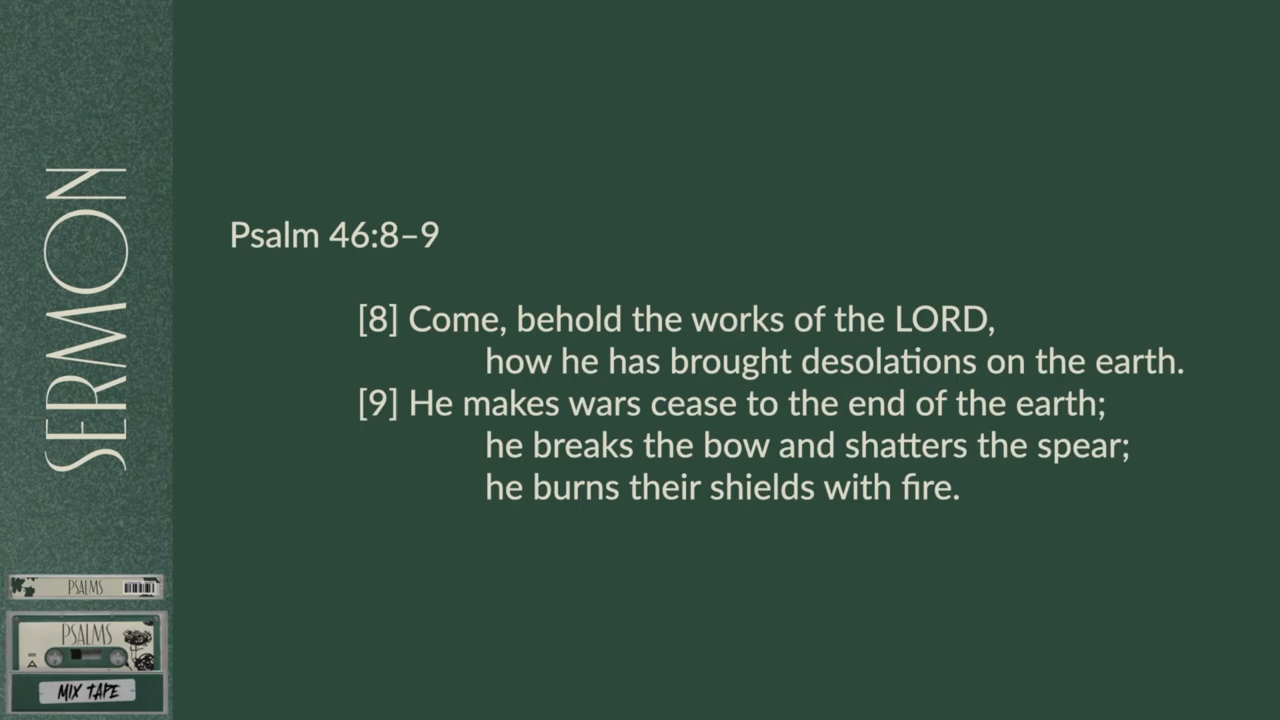 SERMON
Psalm 46:8–9
[8] Come, behold the works of the LORD,
how he has brought desolations on the earth.
[9] He makes wars cease to the end of the earth;
he breaks the bow and shatters the spear;
he burns their shields with fire.
PSALMS
PSALMS
A
MIX TAPE